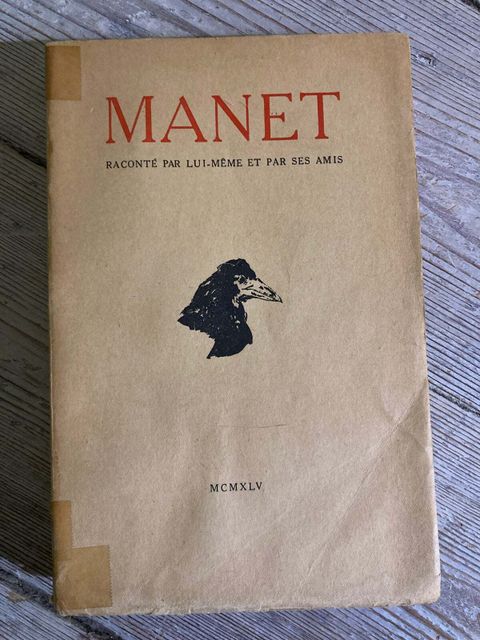 MANET
RACONTÉ PAR LUI-MÊME ET PAR SES AMIS
MCMXLV